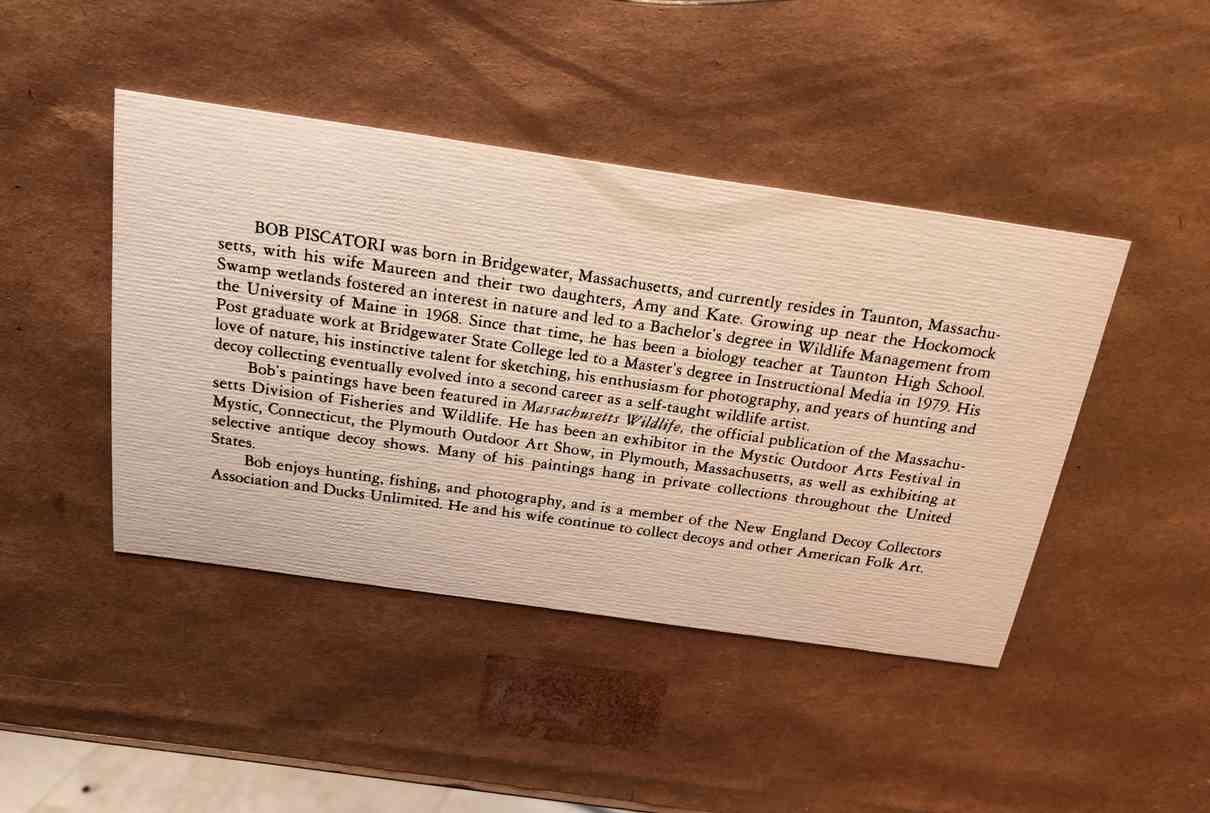 BOB PISCATORI was born in Bridgewater, Massachusetts, and currently resides in Taunton, Massachu-
setts, with his wife Maureen and their two daughters, Amy and Kate. Growing up near the Hockomock
Swamp wetlands fostered an interest in nature and led to a Bachelor's degree in Wildlife Management from
the University of Maine in 1968. Since that time, he has been a biology teacher at Taunton High School.
Post graduate work at Bridgewater State College led to a Master's degree in Instructional Media in 1979. His
love of nature, his instinctive talent for sketching, his enthusiasm for photography, and years of hunting and
decoy collecting eventually evolved into a second career as a self-taught wildlife artist.
Bob's paintings have been featured in Massachusetts Wildlife, the official publication of the Massachu-
setts Division of Fisheries and Wildlife. He has been an exhibitor in the Mystic Outdoor Arts Festival in
Mystic, Connecticut, the Plymouth Outdoor Art Show, in Plymouth, Massachusetts, as well as exhibiting at
selective antique decoy shows. Many of his paintings hang in private collections throughout the United
States.
Bob enjoys hunting, fishing, and photography, and is a member of the New England Decoy Collectors
Association and Ducks Unlimited. He and his wife continue to collect decoys and other American Folk Art.